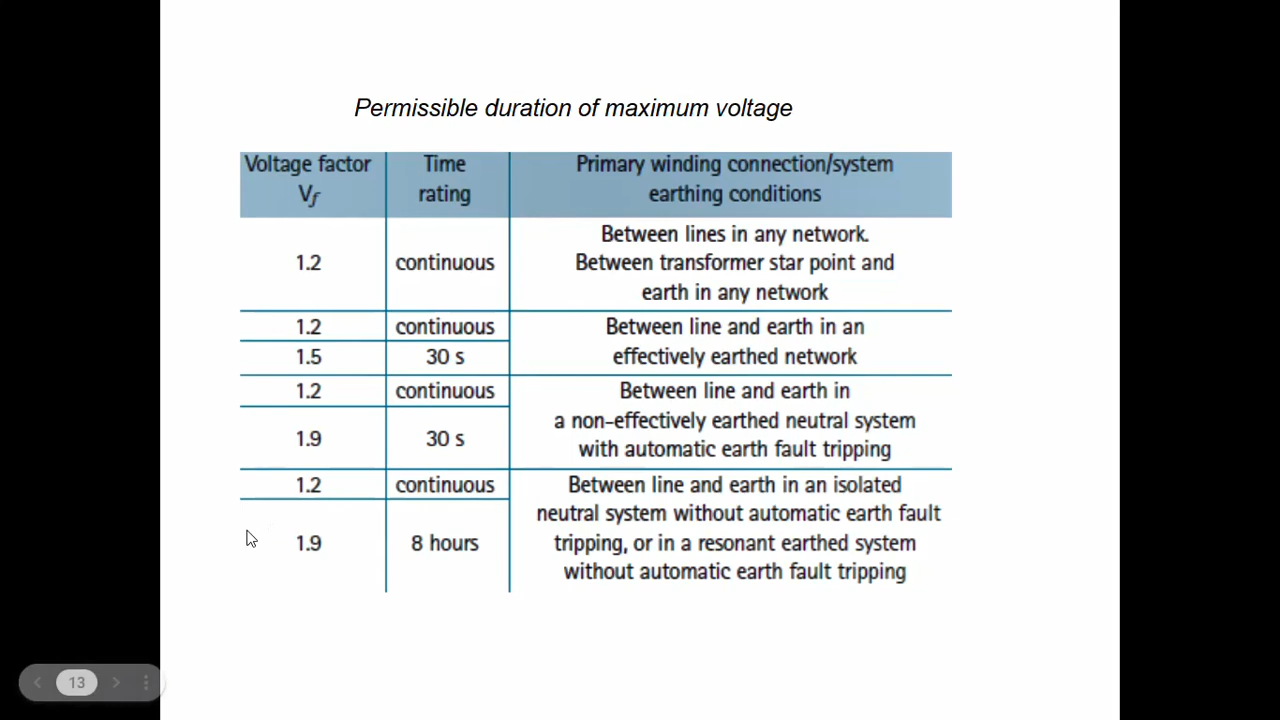 Permissible duration of maximum voltage
Voltage factor
Vf
Time
rating
Primary winding connection/system
earthing conditions
1.2
continuous
Between lines in any network.
Between transformer star point and
earth in any network
1.2
continuous
1.5
30 s
Between line and earth in an
effectively earthed network
1.2
continuous
1.9
30 s
Between line and earth in
a non-effectively earthed neutral system
with automatic earth fault tripping
1.2
continuous
1.9
8 hours
Between line and earth in an isolated
neutral system without automatic earth fault
tripping, or in a resonant earthed system
without automatic earth fault tripping
13